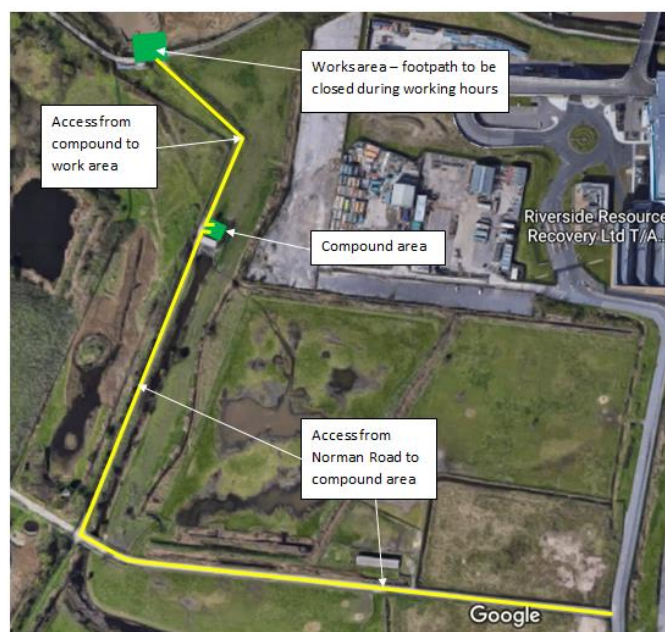 Works area – footpath to be
closed during working hours
Access from
compound to
work area
Riverside Resource
Recovery Ltd T/A...
Compound area
Access from
Norman Road to
compound area
Google